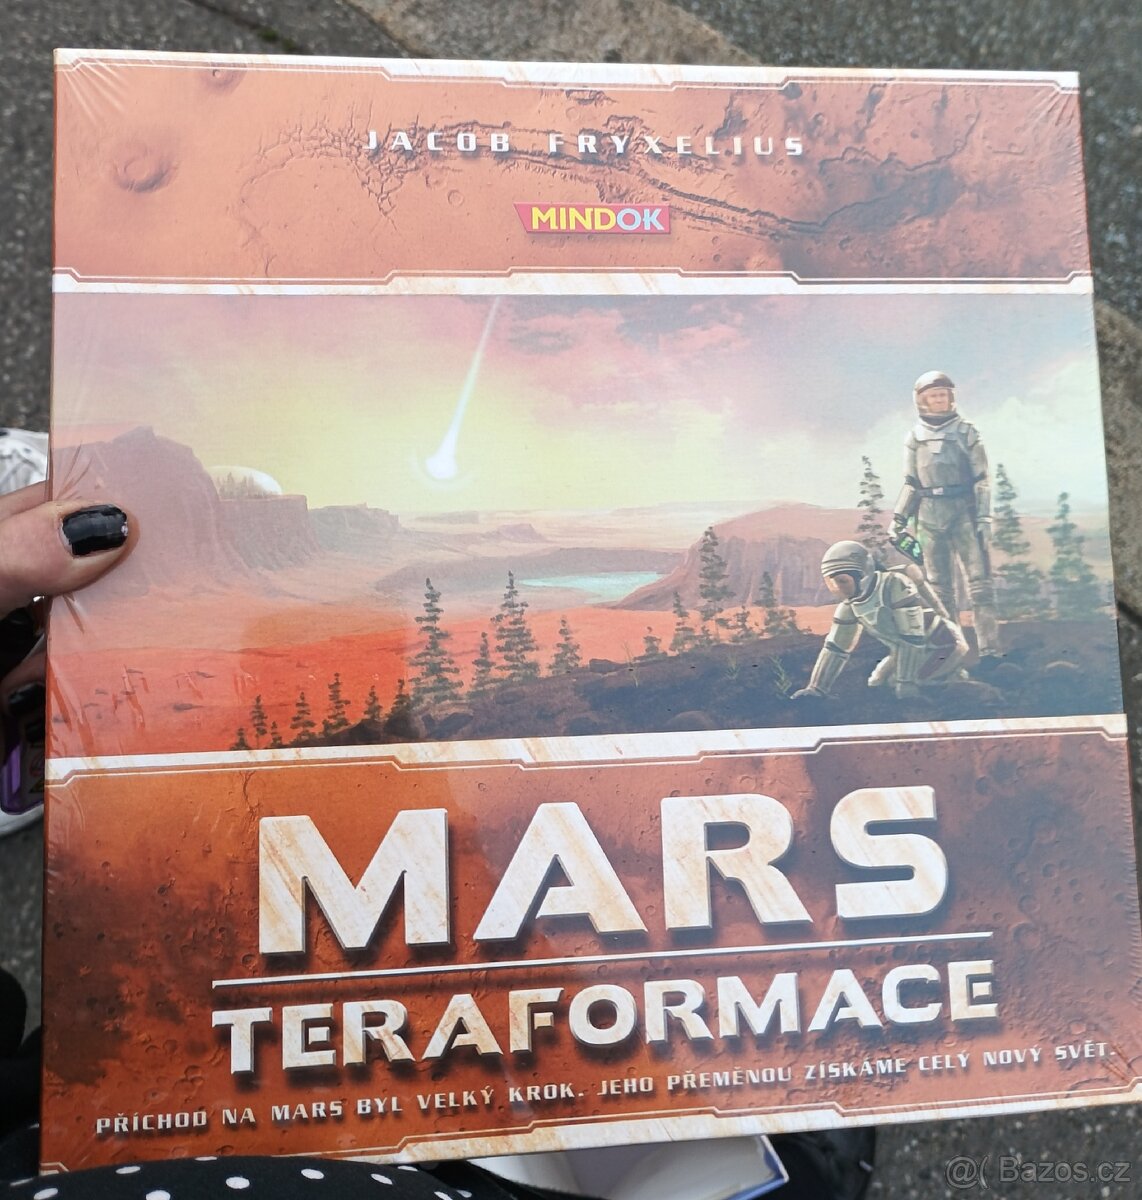 JACOB FRYXELIUS
MINDOK
MARS
TERAFORMACE
PŘÍCHOD NA MARS BYL VELKÝ KROK. JEHO PŘEMĚNOU ZÍSKÁME CELÝ NOVÝ SVĚT.
@( Bazos.cz